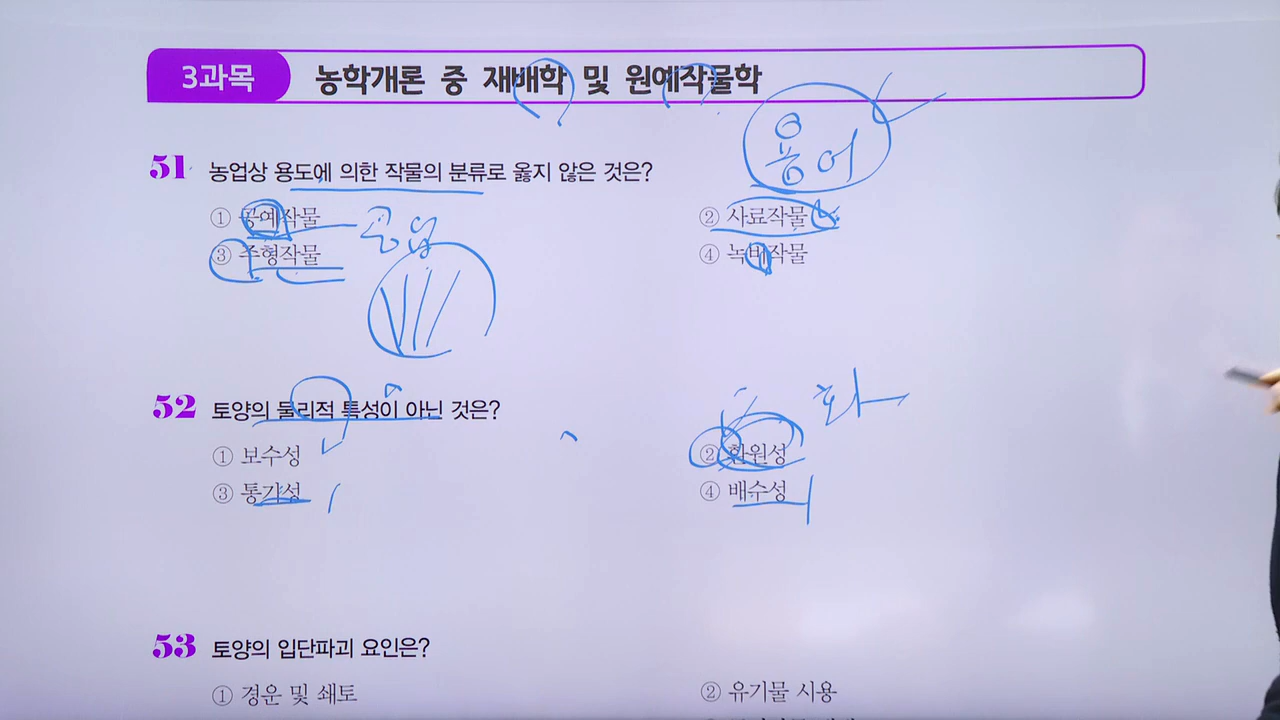 3과목 농학개론 중 재배학 및 원예작물학
용어
51 농업상 용도에 의한 작물의 분류로 옳지 않은 것은?
① 공예작물 ② 사료작물
공업
③ 주형작물 ④ 녹비작물
화
52 토양의 물리적 특성이 아닌 것은?
① 보수성 ② 환원성
③ 통기성 ④ 배수성
53 토양의 입단파괴 요인은?
① 경운 및 쇄토 ② 유기물 시용